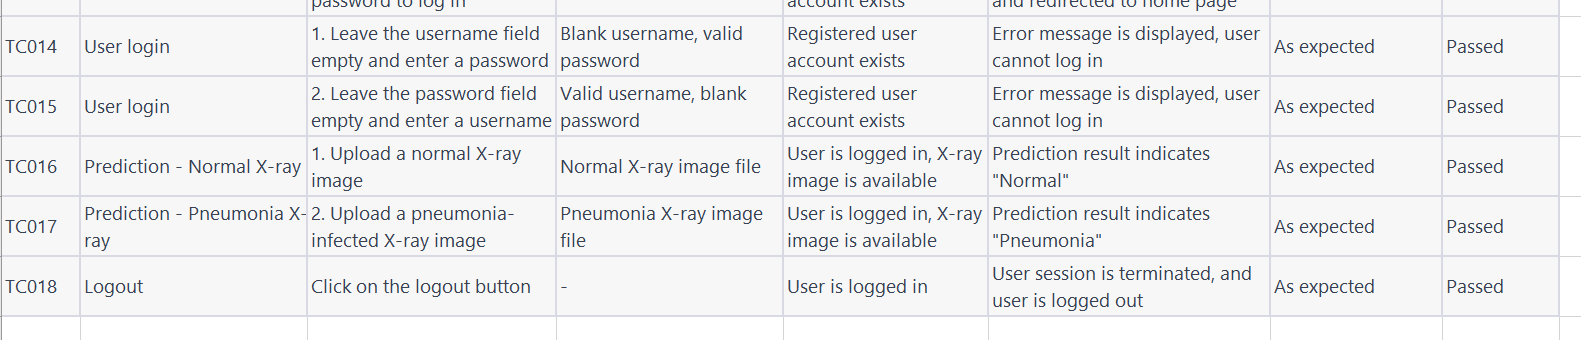 password to log in
account exists
and redirected to home page
TC014
User login
1. Leave the username field
empty and enter a password
Blank username, valid
password
Registered user
account exists
Error message is displayed, user
cannot log in
As expected
Passed
TC015
User login
2. Leave the password field
empty and enter a username
Valid username, blank
password
Registered user
account exists
Error message is displayed, user
cannot log in
As expected
Passed
TC016
Prediction - Normal X-ray
1. Upload a normal X-ray
image
Normal X-ray image file
User is logged in, X-ray
image is available
Prediction result indicates
"Normal"
As expected
Passed
TC017
Prediction - Pneumonia X-
ray
2. Upload a pneumonia-
infected X-ray image
Pneumonia X-ray image
file
User is logged in, X-ray
image is available
Prediction result indicates
"Pneumonia"
As expected
Passed
TC018
Logout
Click on the logout button
-
User is logged in
User session is terminated, and
user is logged out
As expected
Passed